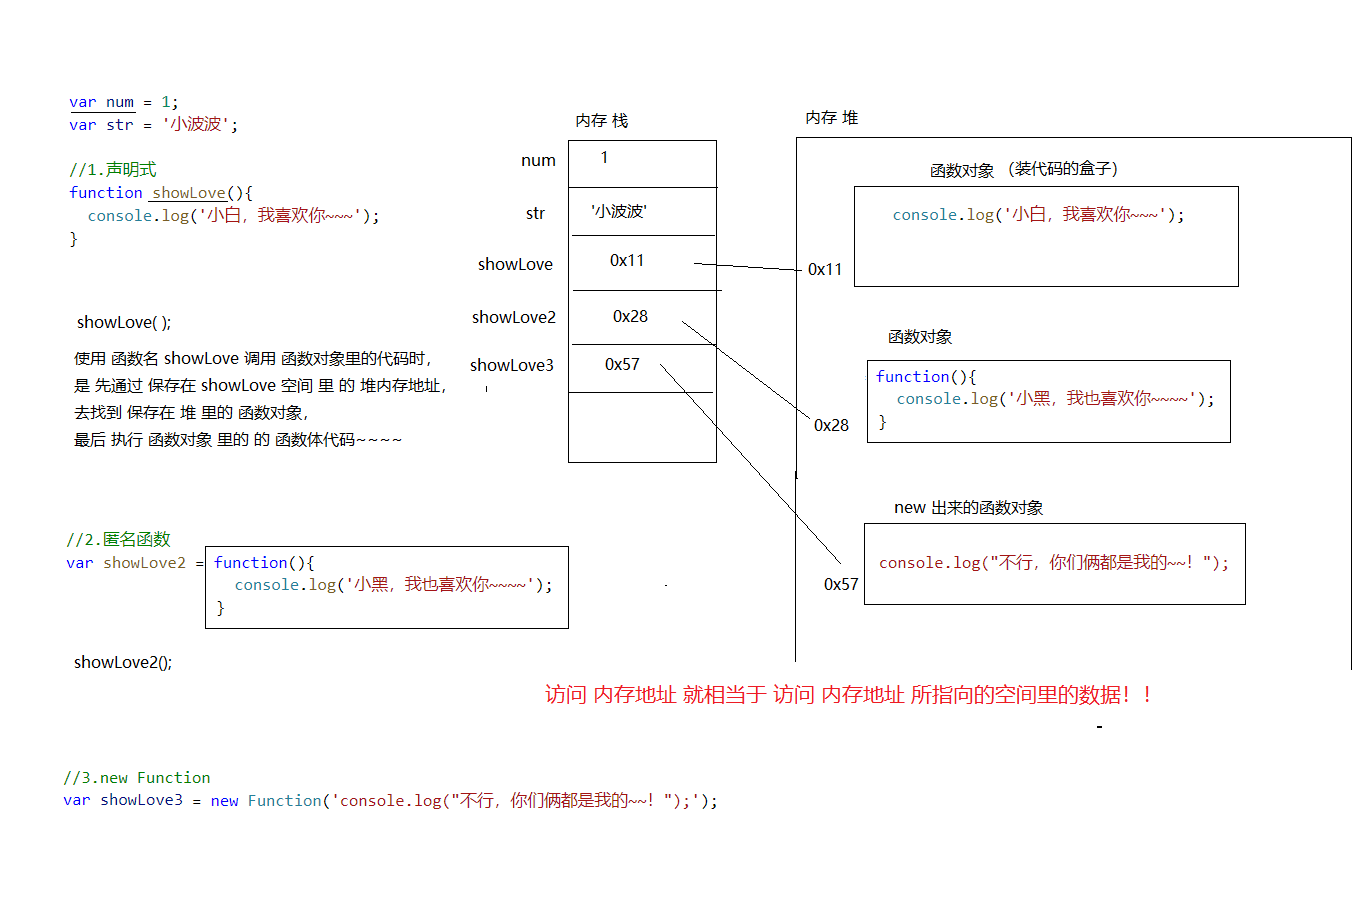 var num = 1;
var str = '小波波';
//1.声明式
function showLove(){
console.log('小白，我喜欢你~~~');
}
showLove( );
使用 函数名 showLove 调用 函数对象里的代码时，
是 先通过 保存在 showLove 空间 里 的 堆内存地址，
去找到 保存在 堆 里的 函数对象，
最后 执行 函数对象 里的 的 函数体代码~~~~
//2.匿名函数
var showLove2 = function(){
console.log('小黑，我也喜欢你~~~~');
}
showLove2();
//3.new Function
var showLove3 = new Function('console.log("不行，你们俩都是我的~~！");');
内存 栈
num 1
str '小波波'
showLove 0x11
showLove2 0x28
showLove3 0x57
内存 堆
函数对象 （装代码的盒子）
console.log('小白，我喜欢你~~~');
0x11
函数对象
function(){
console.log('小黑，我也喜欢你~~~~');
}
0x28
new 出来的函数对象
console.log("不行，你们俩都是我的~~！");
0x57
访问 内存地址 就相当于 访问 内存地址 所指向的空间里的数据！！